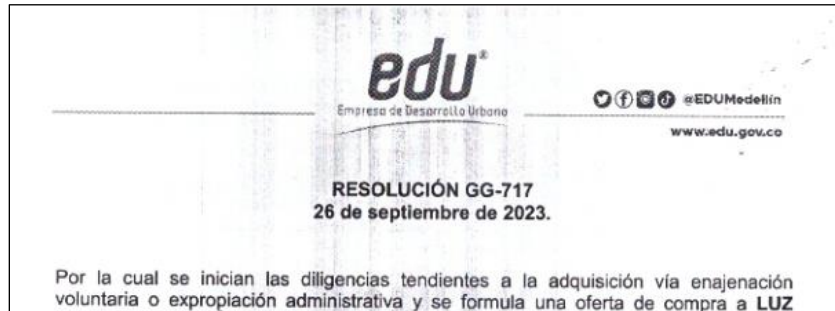 edu®
Empresa de Desarrollo Urbano
@EDUMedellín
www.edu.gov.co
RESOLUCIÓN GG-717
26 de septiembre de 2023.
Por la cual se inician las diligencias tendientes a la adquisición vía enajenación
voluntaria o expropiación administrativa y se formula una oferta de compra a LUZ